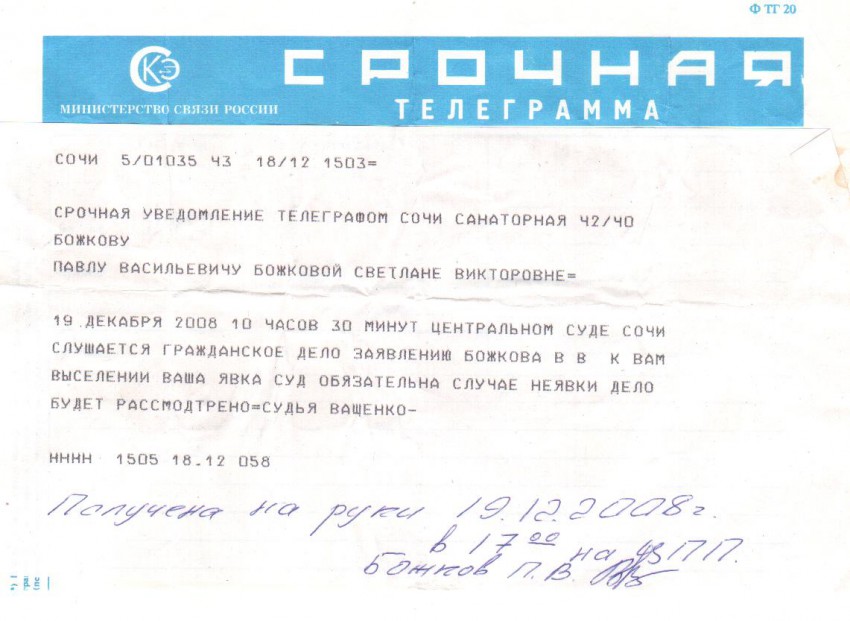 Ф ТГ 20
СКЭ
СРОЧНАЯ
МИНИСТЕРСТВО СВЯЗИ РОССИИ
ТЕЛЕГРАММА
СОЧИ 5/01035 43 18/12 1503=
СРОЧНАЯ УВЕДОМЛЕНИЕ ТЕЛЕГРАФОМ СОЧИ САНАТОРНАЯ 42/40
БОЖКОВУ
ПАВЛУ ВАСИЛЬЕВИЧУ БОЖКОВОЙ СВЕТЛАНЕ ВИКТОРОВНЕ=
19 ДЕКАБРЯ 2008 10 ЧАСОВ 30 МИНУТ ЦЕНТРАЛЬНОМ СУДЕ СОЧИ
СЛУШАЕТСЯ ГРАЖДАНСКОЕ ДЕЛО ЗАЯВЛЕНИЮ БОЖКОВА В В К ВАМ
ВЫСЕЛЕНИИ ВАША ЯВКА СУД ОБЯЗАТЕЛЬНА СЛУЧАЕ НЕЯВКИ ДЕЛО
БУДЕТ РАССМОДТРЕНО=СУДЬЯ ВАЩЕНКО-
НННН 1505 18.12 058
Получена на руки 19.12.2008г.
в 17 00 на 43 ПП.
Божков П.В.